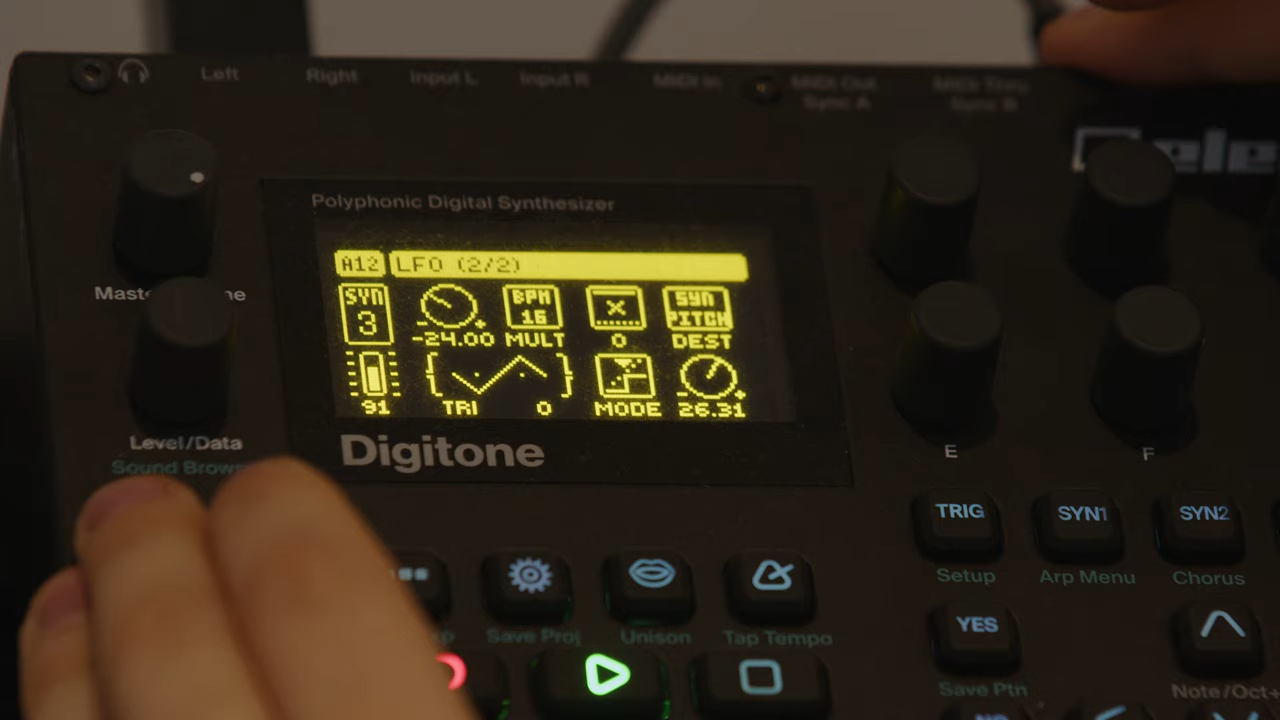 Left Right Input L Input R MIDI In MIDI Out MIDI Thru
Sync A Sync B
ele
Polyphonic Digital Synthesizer
A12 LFO (2/2)
SYN BPM SYN
3 16 X PITCH
-24.00 MULT 0 DEST
91 TRI 0 MODE 26.31
Digitone
Level/Data
E F
TRIG SYN1 SYN2
Setup Arp Menu Chorus
Save Proj Unison Tap Tempo
YES
Save Ptn Note/Oct+